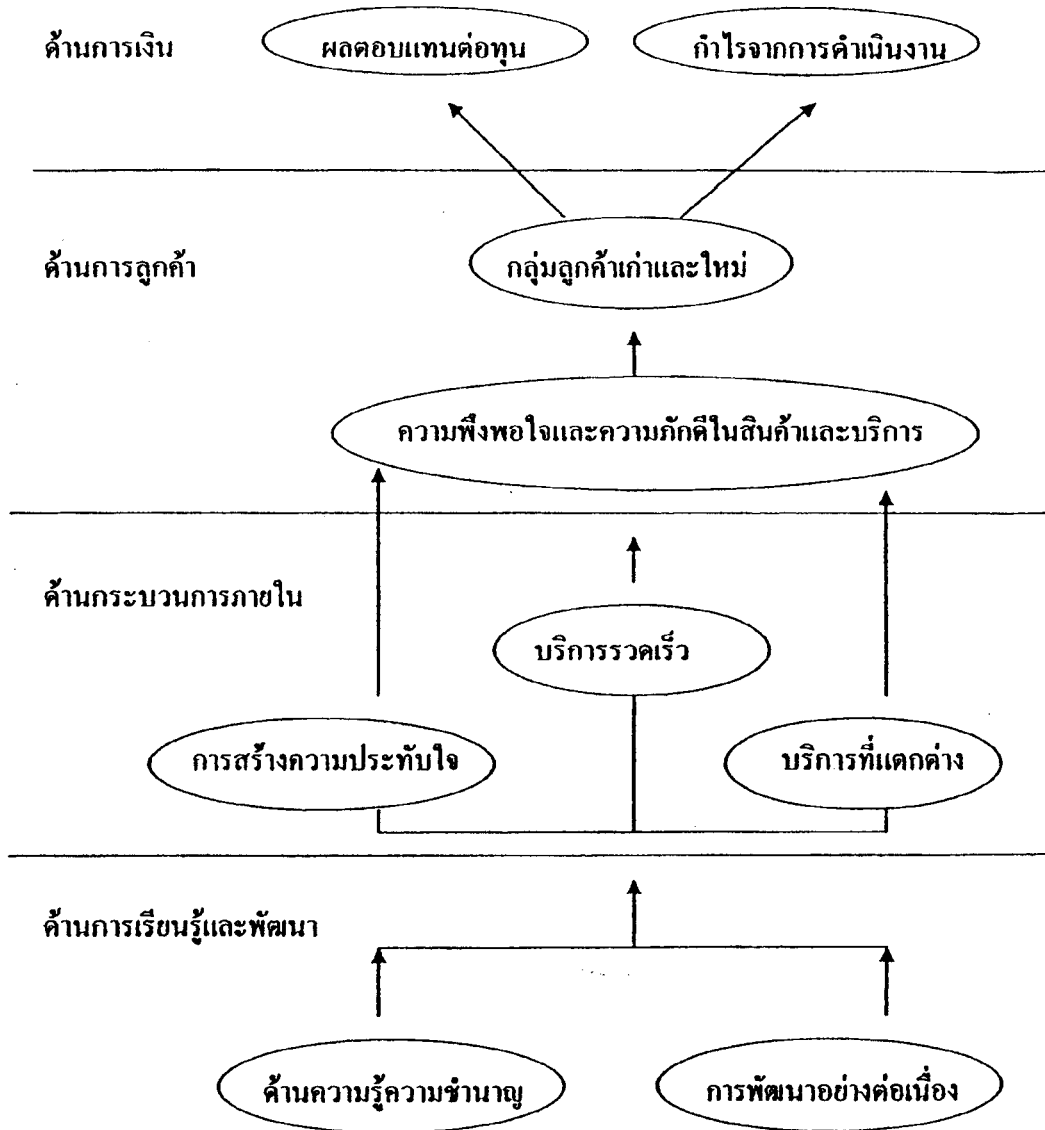 ด้านการเงิน
ผลตอบแทนต่อทุน
กำไรจากการดำเนินงาน
ด้านการลูกค้า
กลุ่มลูกค้าเก่าและใหม่
ความพึงพอใจและความภักดีในสินค้าและบริการ
ด้านกระบวนการภายใน
บริการรวดเร็ว
การสร้างความประทับใจ
บริการที่แตกต่าง
ด้านการเรียนรู้และพัฒนา
ด้านความรู้ความชำนาญ
การพัฒนาอย่างต่อเนื่อง